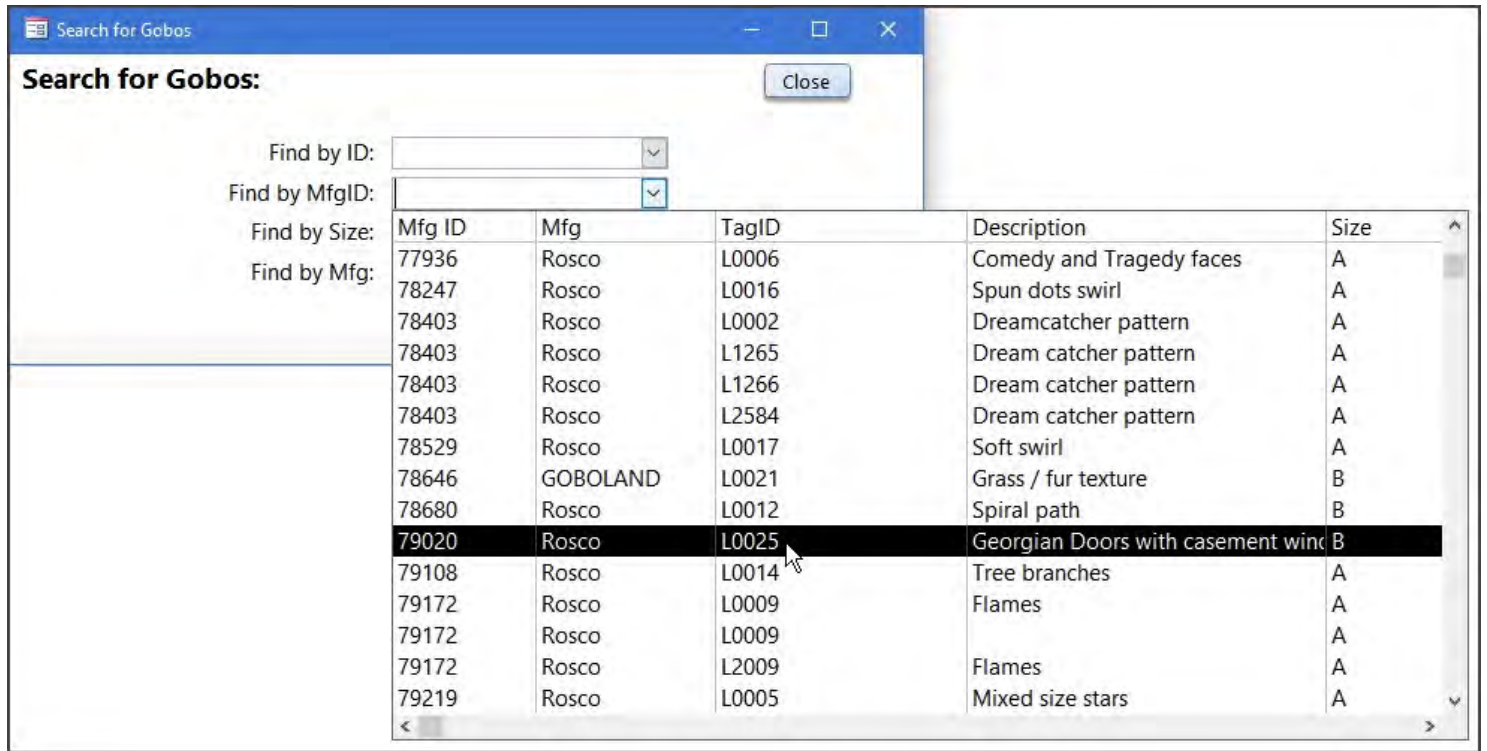 Search for Gobos
Search for Gobos:
Close
Find by ID:
Find by MfgID:
Find by Size:
Find by Mfg:
Mfg ID Mfg TagID Description Size
77936 Rosco L0006 Comedy and Tragedy faces A
78247 Rosco L0016 Spun dots swirl A
78403 Rosco L0002 Dreamcatcher pattern A
78403 Rosco L1265 Dream catcher pattern A
78403 Rosco L1266 Dream catcher pattern A
78403 Rosco L2584 Dream catcher pattern A
78529 Rosco L0017 Soft swirl A
78646 GOBOLAND L0021 Grass / fur texture B
78680 Rosco L0012 Spiral path B
79020 Rosco L0025 Georgian Doors with casement wind B
79108 Rosco L0014 Tree branches A
79172 Rosco L0009 Flames A
79172 Rosco L0009 A
79172 Rosco L2009 Flames A
79219 Rosco L0005 Mixed size stars A